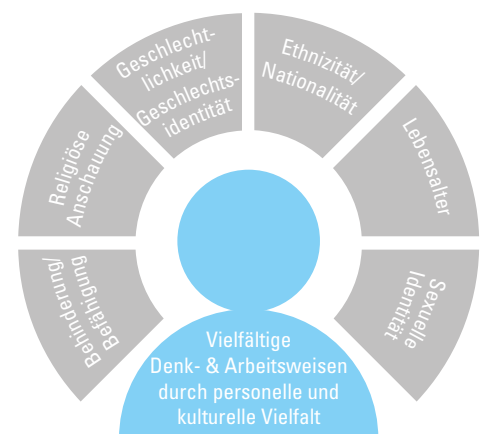 Behinderung/
Befähigung
Religiöse
Anschauung
Geschlecht-
lichkeit/
Geschlechts-
identität
Ethnizität/
Nationalität
Lebensalter
Sexuelle
Identität
Vielfältige
Denk- & Arbeitsweisen
durch personelle und
kulturelle Vielfalt